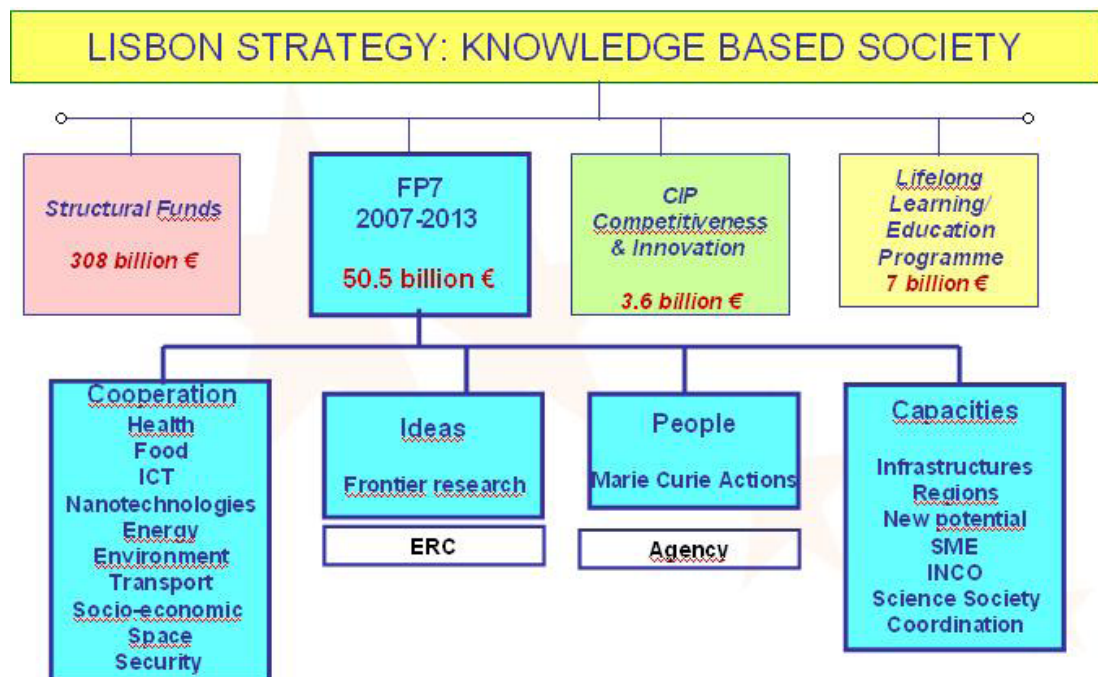 LISBON STRATEGY: KNOWLEDGE BASED SOCIETY
Structural Funds
308 billion €
FP7
2007-2013
50.5 billion €
CIP
Competitiveness
& Innovation
3.6 billion €
Lifelong
Learning/
Education
Programme
7 billion €
Cooperation
Health
Food
ICT
Nanotechnologies
Energy
Environment
Transport
Socio-economic
Space
Security
Ideas
Frontier research
ERC
People
Marie Curie Actions
Agency
Capacities
Infrastructures
Regions
New potential
SME
INCO
Science Society
Coordination